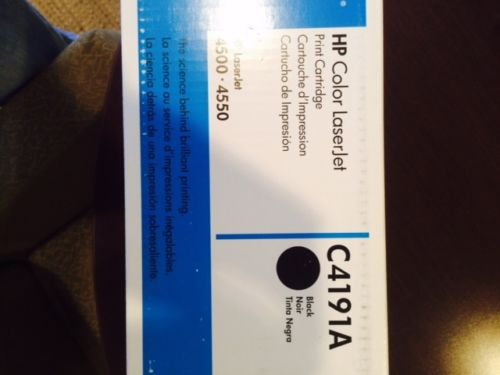 HP Color LaserJet
Print Cartridge
Cartouche d'Impression
Cartucho de Impresión
C4191A
Black
Noir
Tinta Negra
LaserJet
4500 · 4550
The science behind brilliant printing.
La science au service d'impressions inégalables.
La ciencia detrás de una impresión sobresaliente.